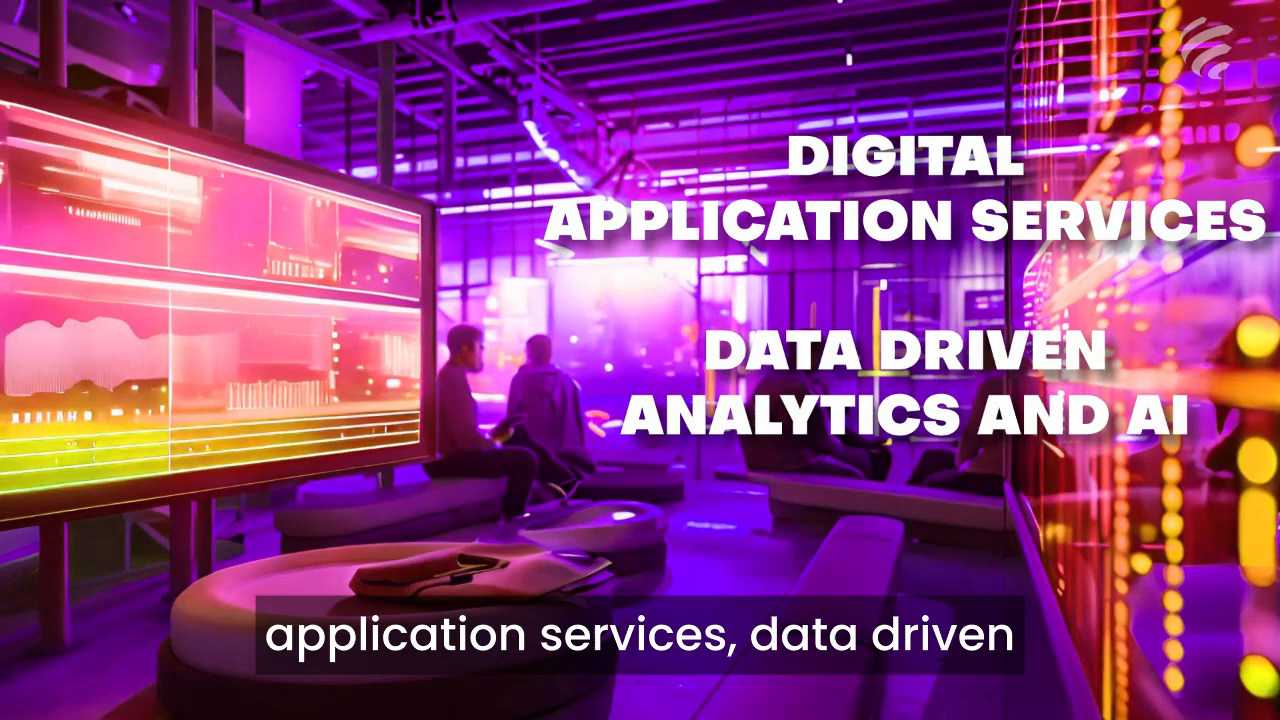 DIGITAL
APPLICATION SERVICES
DATA DRIVEN
ANALYTICS AND AI
application services, data driven